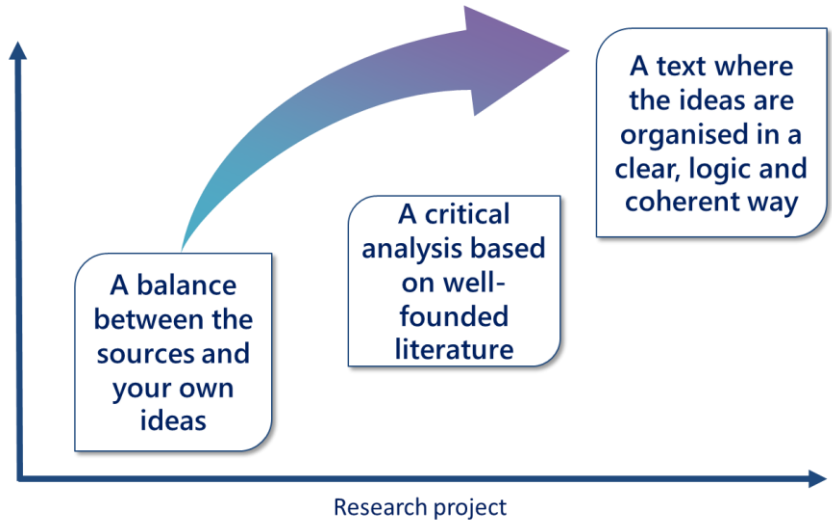 A balance
between the
sources and
your own
ideas
A critical
analysis based
on well-
founded
literature
A text where
the ideas are
organised in a
clear, logic and
coherent way
Research project